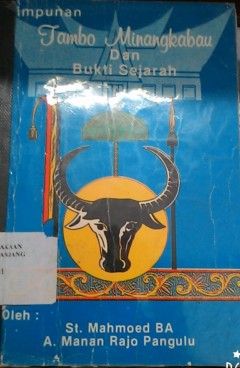 impunan
Tambo Minangkabau
Dan
Bukti Sejarah
Oleh :
St. Mahmoed BA
A. Manan Rajo Pangulu